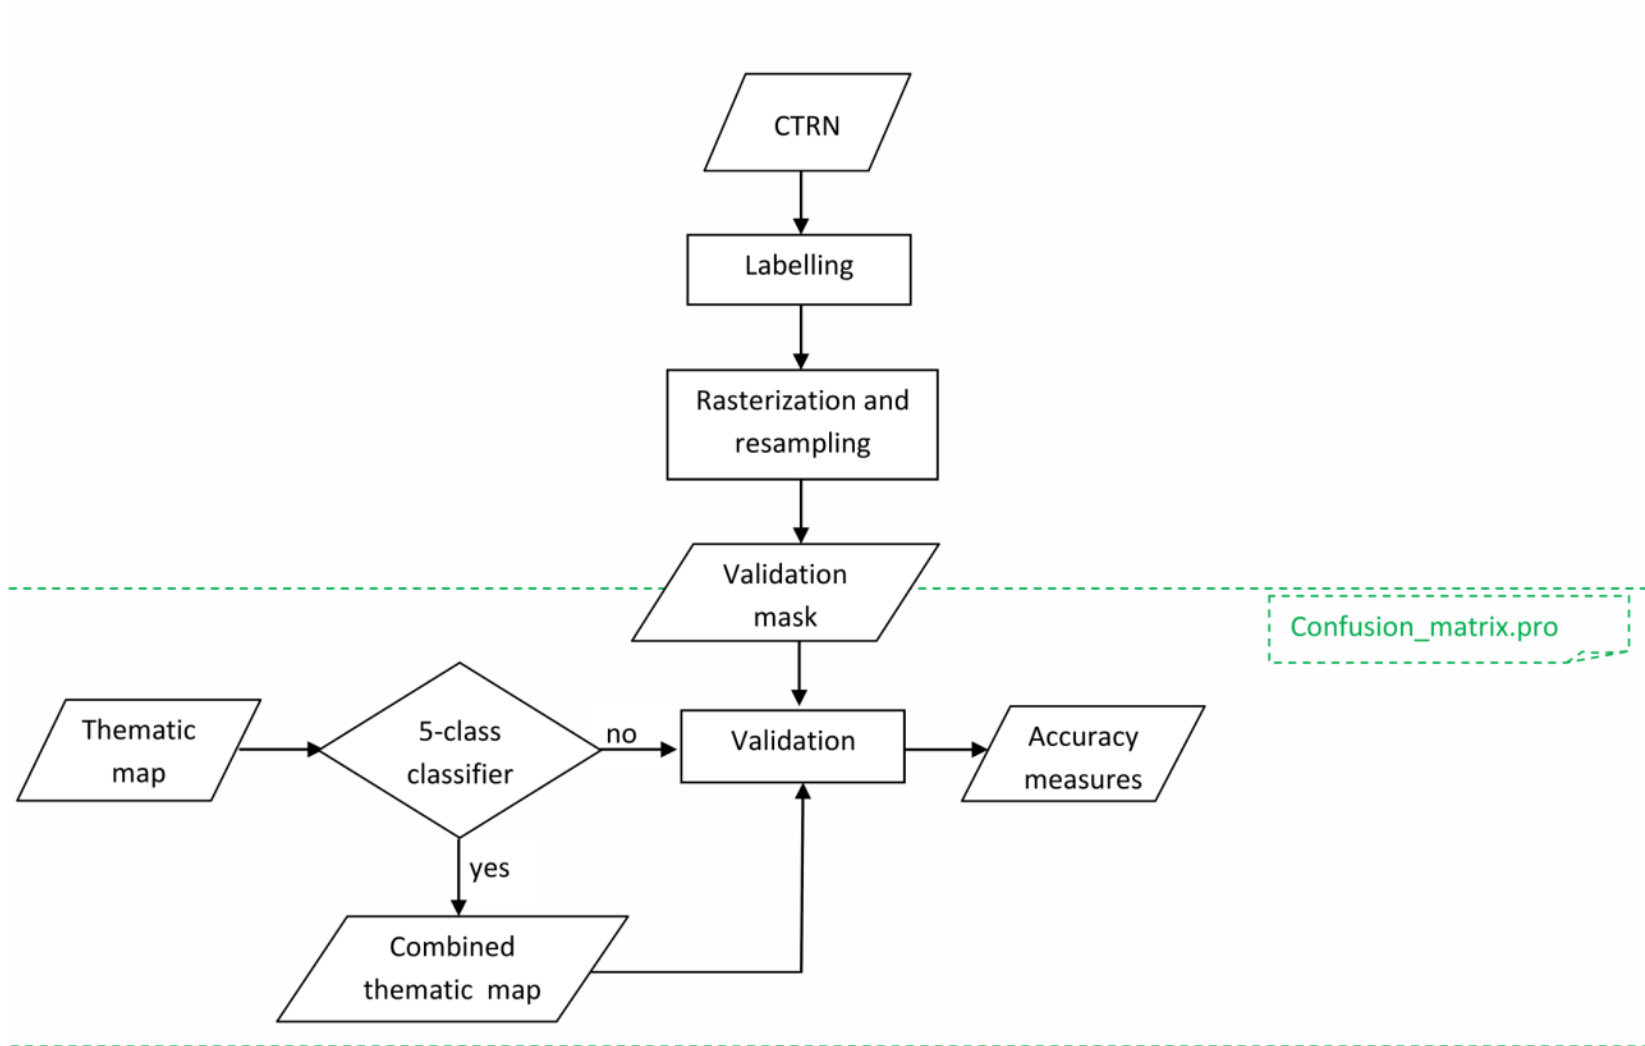 CTRN
Labelling
Rasterization and
resampling
Validation
mask
Confusion_matrix.pro
Thematic
map
5-class
classifier
no
Validation
Accuracy
measures
yes
Combined
thematic map